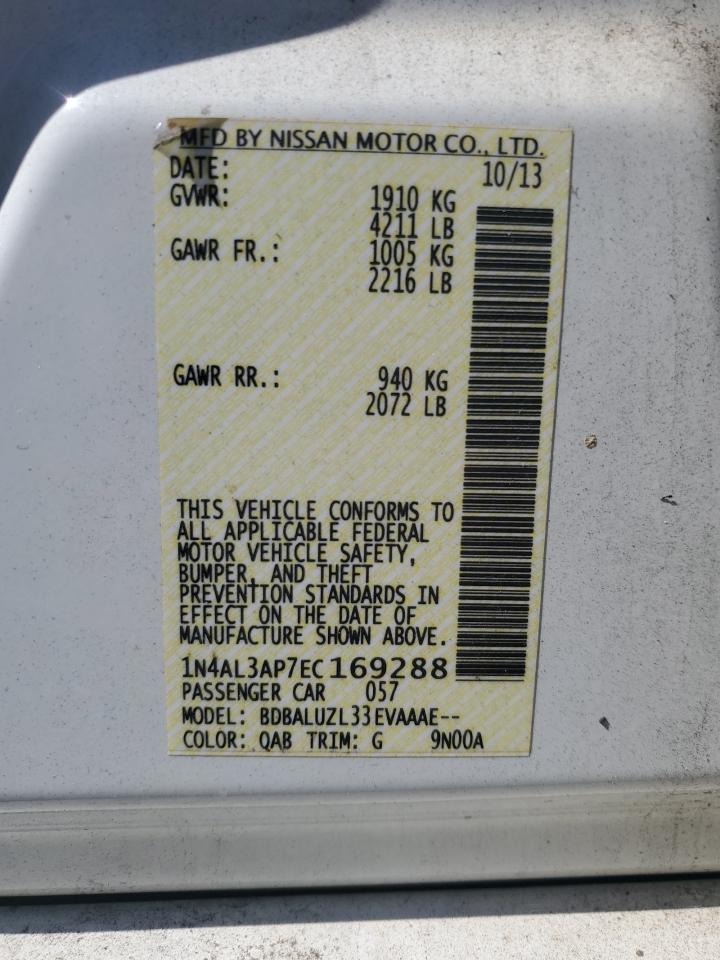 MFD BY NISSAN MOTOR CO., LTD.
DATE: 10/13
GVWR: 1910 KG
4211 LB
GAWR FR.: 1005 KG
2216 LB
GAWR RR.: 940 KG
2072 LB
THIS VEHICLE CONFORMS TO
ALL APPLICABLE FEDERAL
MOTOR VEHICLE SAFETY,
BUMPER, AND THEFT
PREVENTION STANDARDS IN
EFFECT ON THE DATE OF
MANUFACTURE SHOWN ABOVE.
1N4AL3AP7EC169288
PASSENGER CAR 057
MODEL: BDBALUZL33EVAAAE--
COLOR: QAB TRIM: G 9N00A